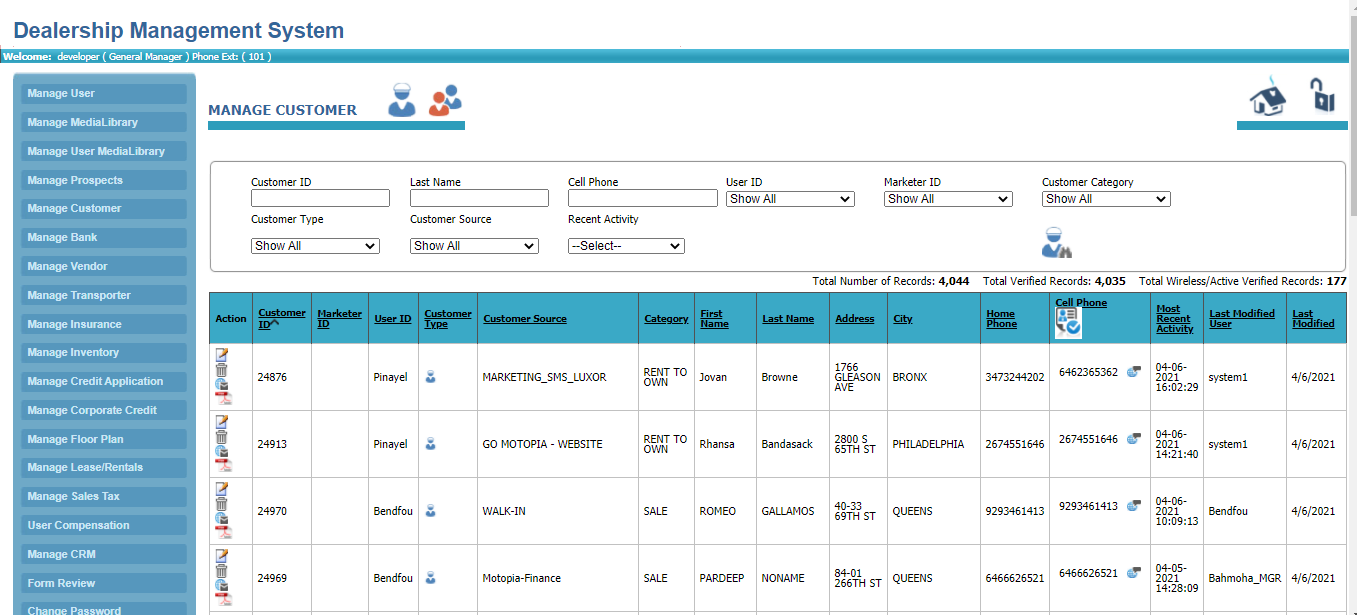 Dealership Management System
Welcome: developer ( General Manager ) Phone Ext: ( 101 )
Manage User
Manage MediaLibrary
Manage User MediaLibrary
Manage Prospects
Manage Customer
Manage Bank
Manage Vendor
Manage Transporter
Manage Insurance
Manage Inventory
Manage Credit Application
Manage Corporate Credit
Manage Floor Plan
Manage Lease/Rentals
Manage Sales Tax
User Compensation
Manage CRM
Form Review
Change Password
MANAGE CUSTOMER
Customer ID Last Name Cell Phone User ID Marketer ID Customer Category
Show All Show All Show All
Customer Type Customer Source Recent Activity
Show All Show All --Select--
Total Number of Records: 4,044 Total Verified Records: 4,035 Total Wireless/Active Verified Records: 177
Action Customer ID^ Marketer ID User ID Customer Type Customer Source Category First Name Last Name Address City Home Phone Cell Phone Most Recent Activity Last Modified User Last Modified
24876 Pinayel MARKETING_SMS_LUXOR RENT TO OWN Jovan Browne 1766 GLEASON AVE BRONX 3473244202 6462365362 04-06-2021 16:02:29 system1 4/6/2021
24913 Pinayel GO MOTOPIA - WEBSITE RENT TO OWN Rhansa Bandasack 2800 S 65TH ST PHILADELPHIA 2674551646 2674551646 04-06-2021 14:21:40 system1 4/6/2021
24970 Bendfou WALK-IN SALE ROMEO GALLAMOS 40-33 69TH ST QUEENS 9293461413 9293461413 04-06-2021 10:09:13 Bendfou 4/6/2021
24969 Bendfou Motopia-Finance SALE PARDEEP NONAME 84-01 266TH ST QUEENS 6466626521 6466626521 04-05-2021 14:28:09 Bahmoha_MGR 4/6/2021